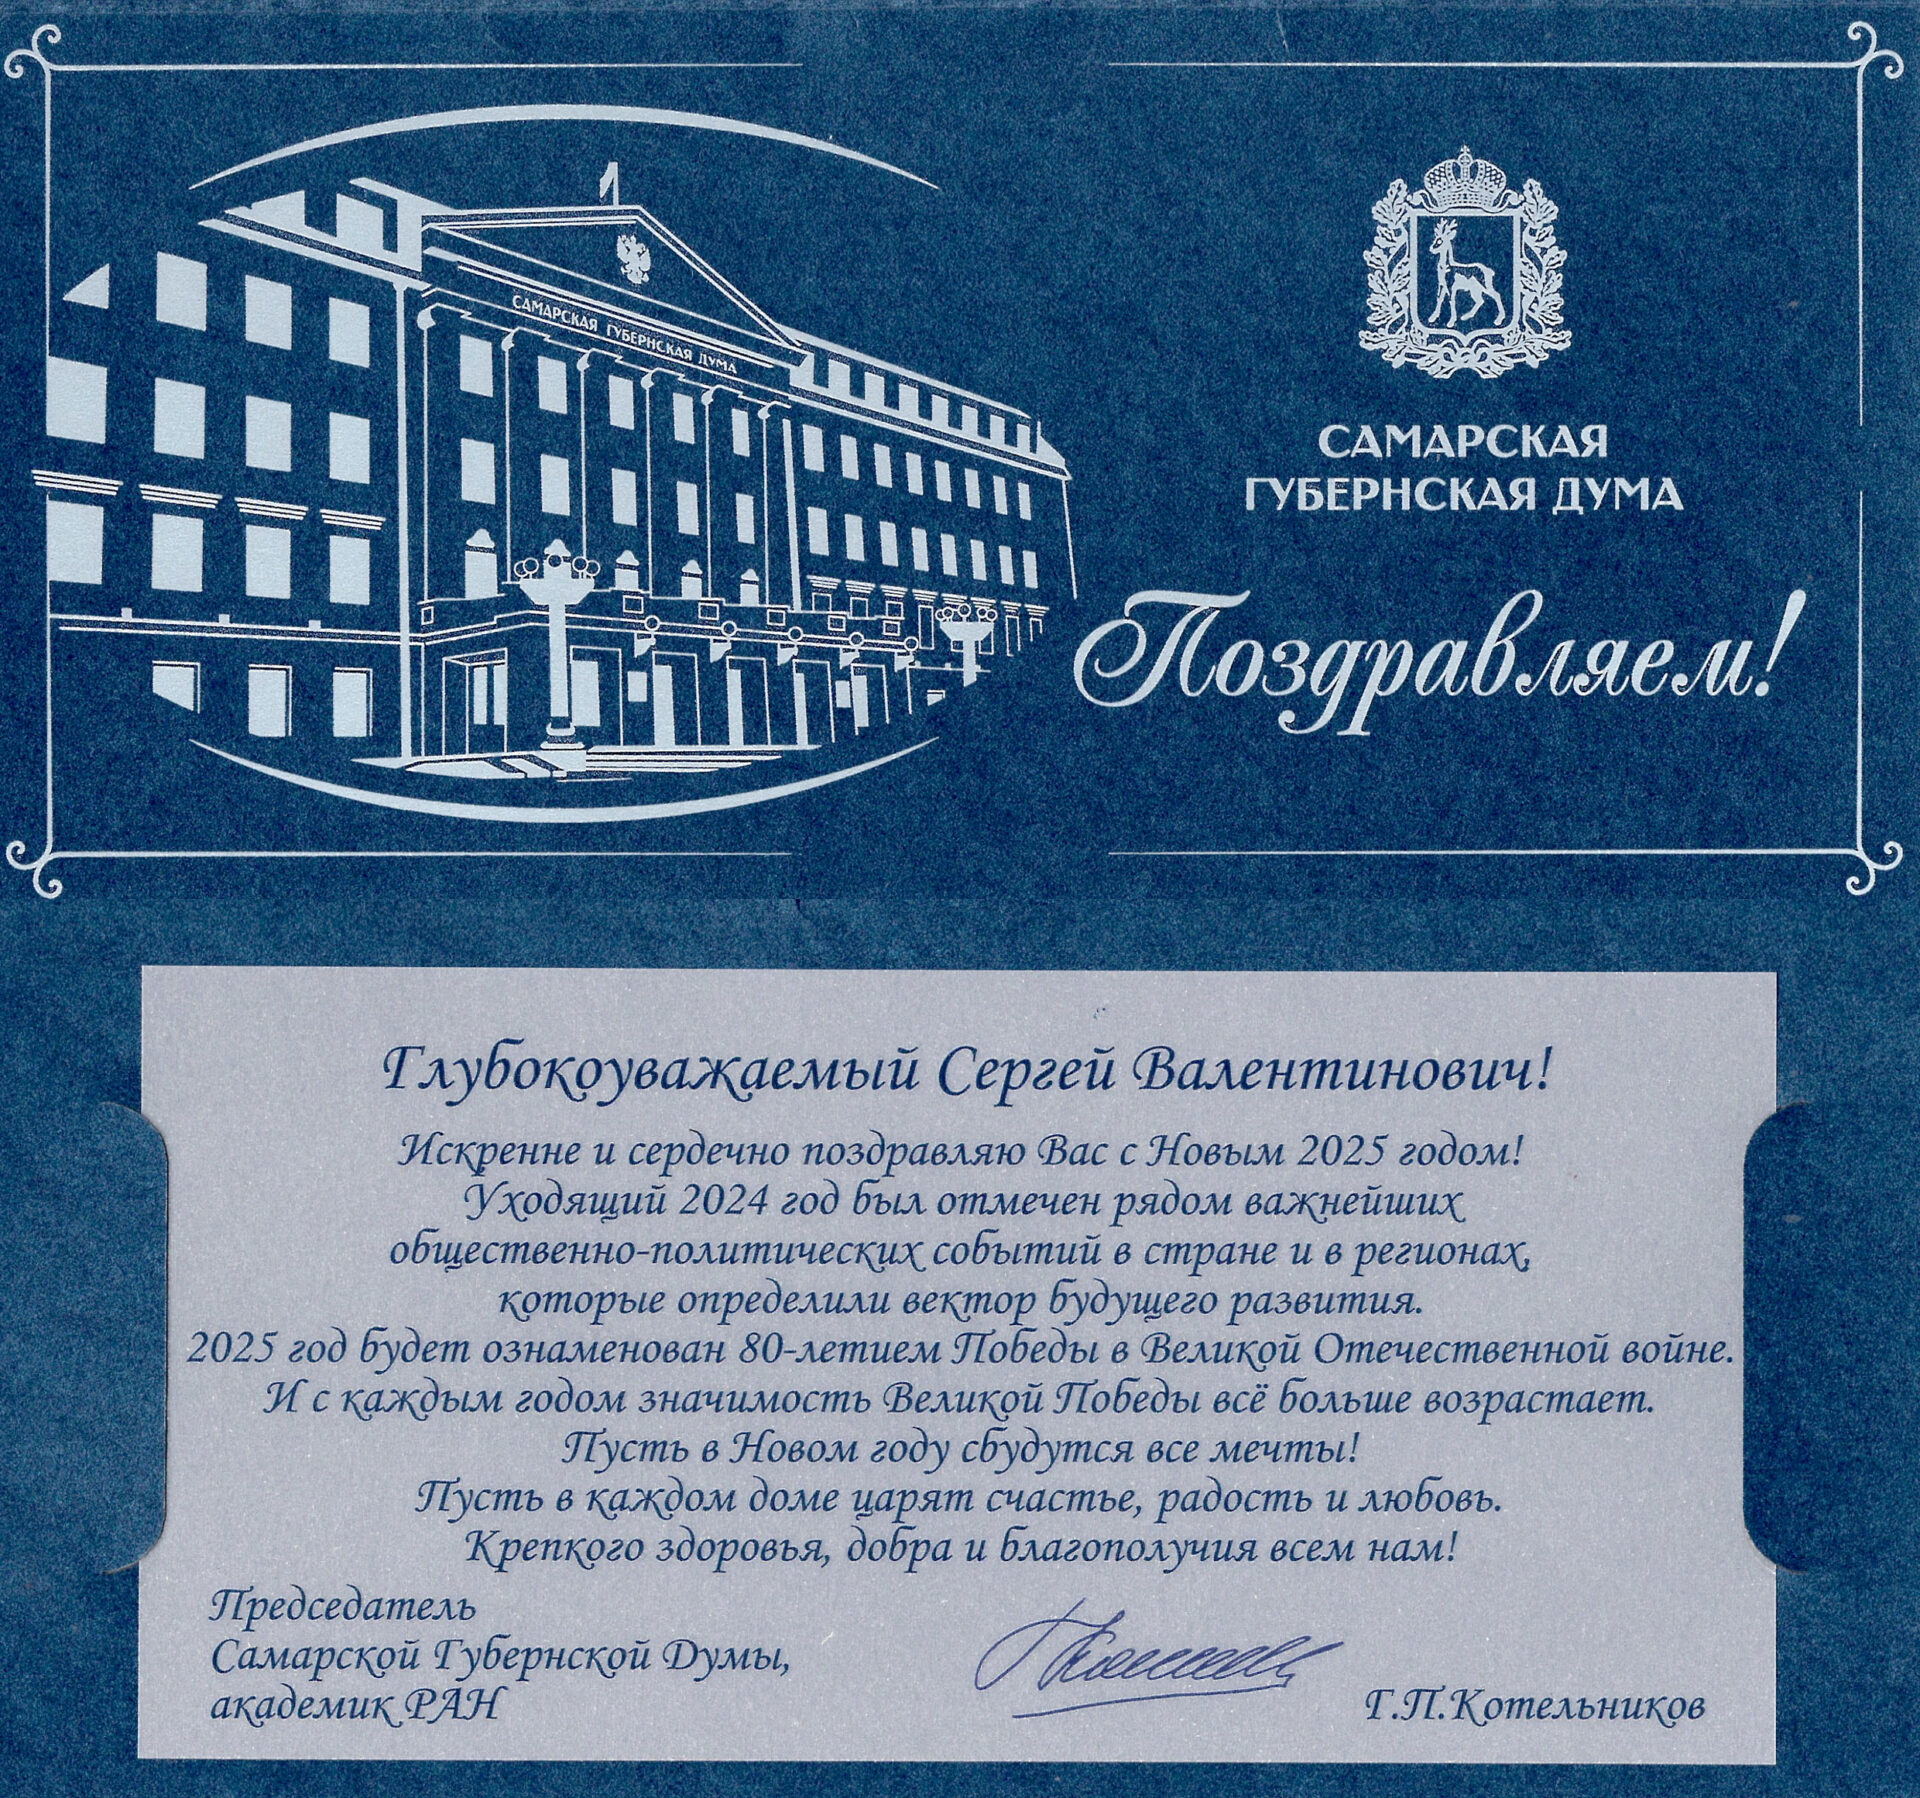 САМАРСКАЯ ГУБЕРНСКАЯ ДУМА
САМАРСКАЯ
ГУБЕРНСКАЯ ДУМА
Поздравляем!
Глубокоуважаемый Сергей Валентинович!
Искренне и сердечно поздравляю Вас с Новым 2025 годом!
Уходящий 2024 год был отмечен рядом важнейших
общественно-политических событий в стране и в регионах,
которые определили вектор будущего развития.
2025 год будет ознаменован 80-летием Победы в Великой Отечественной войне.
И с каждым годом значимость Великой Победы всё больше возрастает.
Пусть в Новом году сбудутся все мечты!
Пусть в каждом доме царят счастье, радость и любовь.
Крепкого здоровья, добра и благополучия всем нам!
Председатель
Самарской Губернской Думы,
академик РАН
Г.П.Котельников